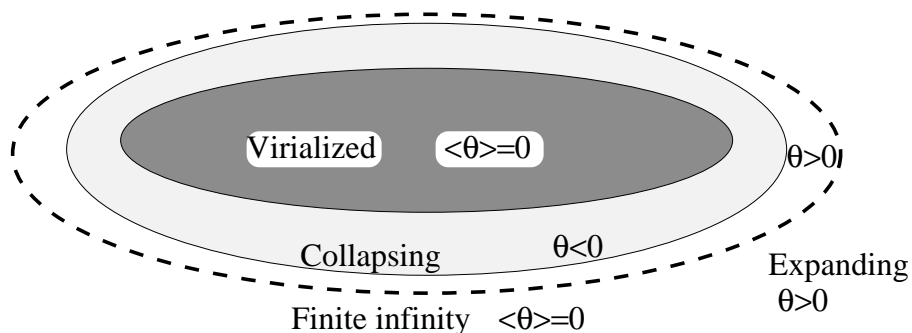 Virialized <θ>=0
θ>0
Collapsing θ<0
Expanding
θ>0
Finite infinity <θ>=0